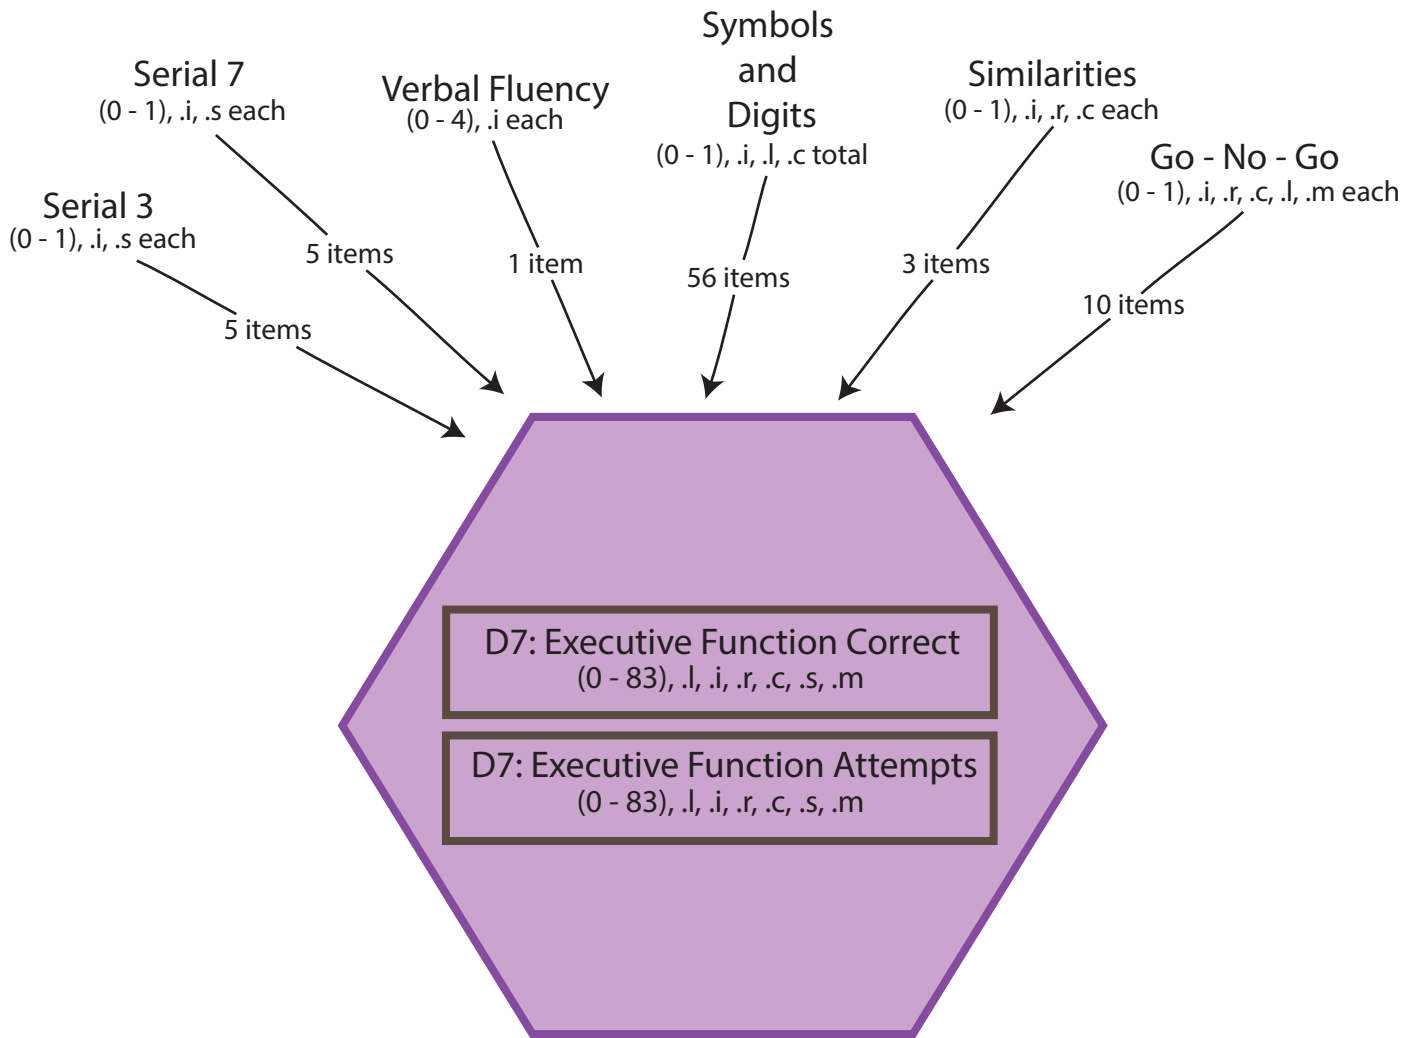 Serial 3
(0 - 1), .i, .s each
5 items
Serial 7
(0 - 1), .i, .s each
5 items
Verbal Fluency
(0 - 4), .i each
1 item
Symbols
and
Digits
(0 - 1), .i, .l, .c total
56 items
Similarities
(0 - 1), .i, .r, .c each
3 items
Go - No - Go
(0 - 1), .i, .r, .c, .l, .m each
10 items
D7: Executive Function Correct
(0 - 83), .l, .i, .r, .c, .s, .m
D7: Executive Function Attempts
(0 - 83), .l, .i, .r, .c, .s, .m